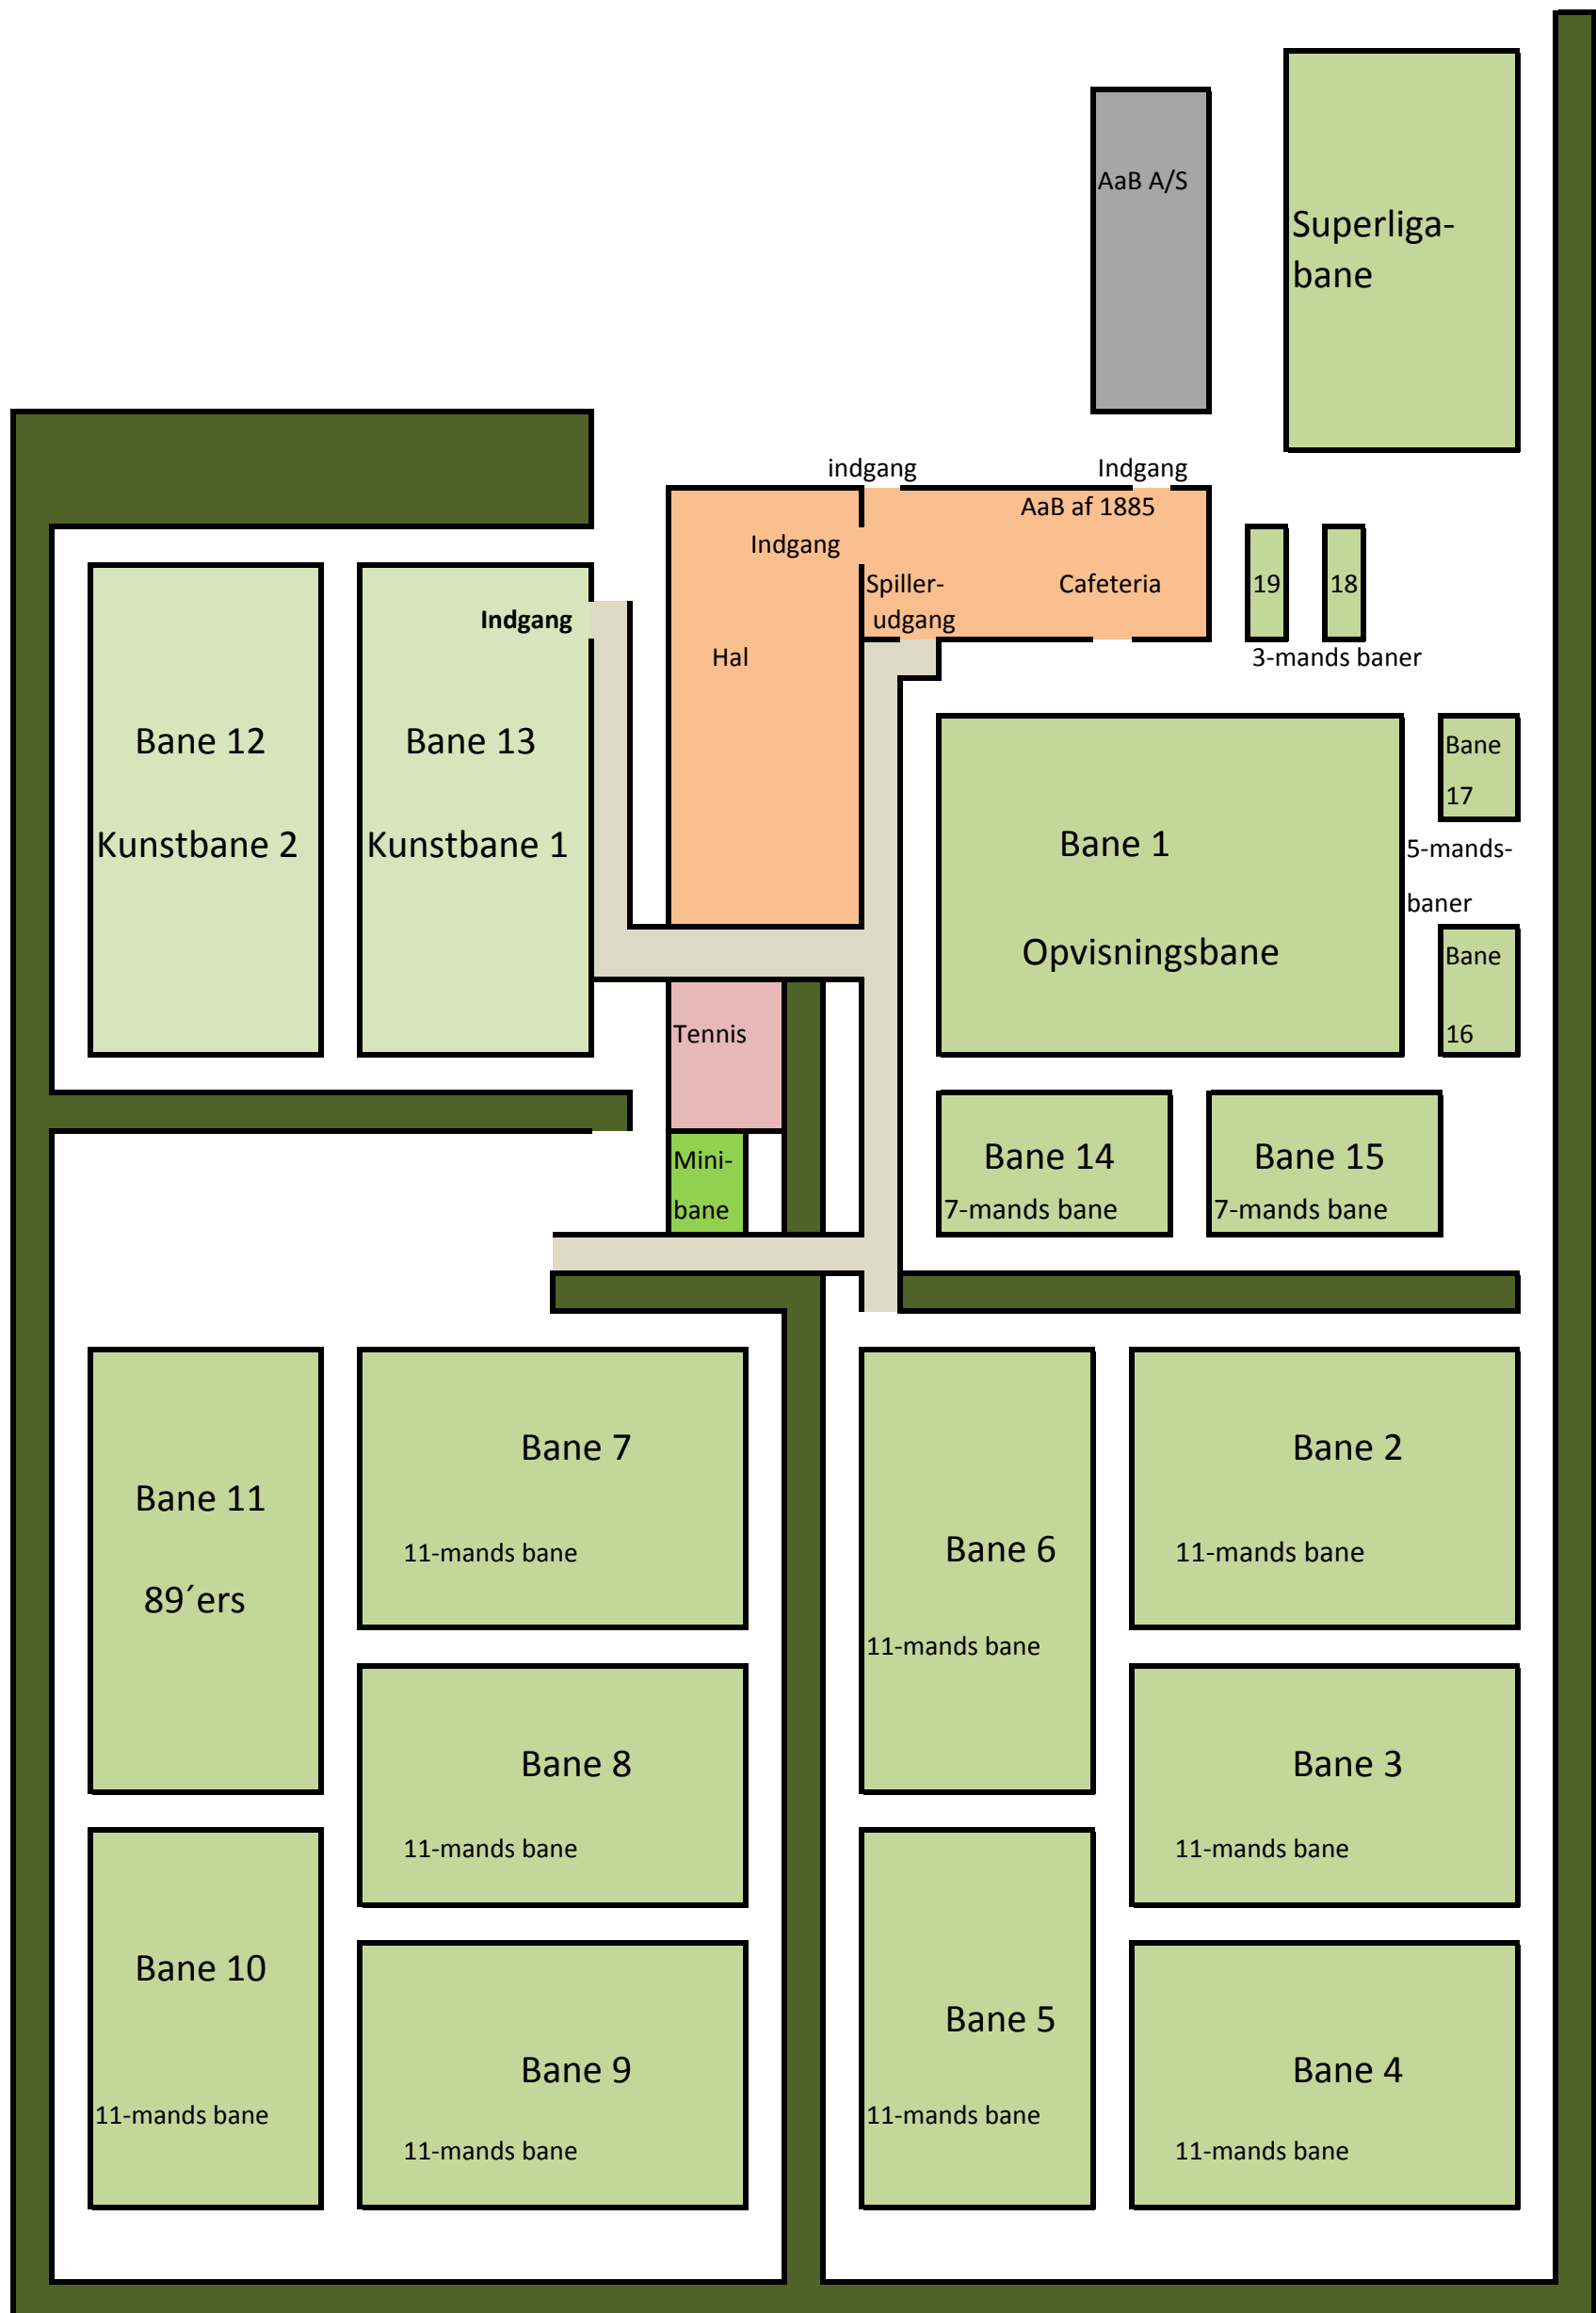 AaB A/S
Superliga-
bane
indgang
Indgang
AaB af 1885
Indgang
Spiller-
udgang
Cafeteria
19
18
3-mands baner
Indgang
Hal
Bane 12
Kunstbane 2
Bane 13
Kunstbane 1
Bane 1
Opvisningsbane
Bane
17
5-mands-
baner
Bane
16
Tennis
Mini-
bane
Bane 14
7-mands bane
Bane 15
7-mands bane
Bane 11
89´ers
Bane 7
11-mands bane
Bane 6
11-mands bane
Bane 2
11-mands bane
Bane 8
11-mands bane
Bane 3
11-mands bane
Bane 10
11-mands bane
Bane 9
11-mands bane
Bane 5
11-mands bane
Bane 4
11-mands bane